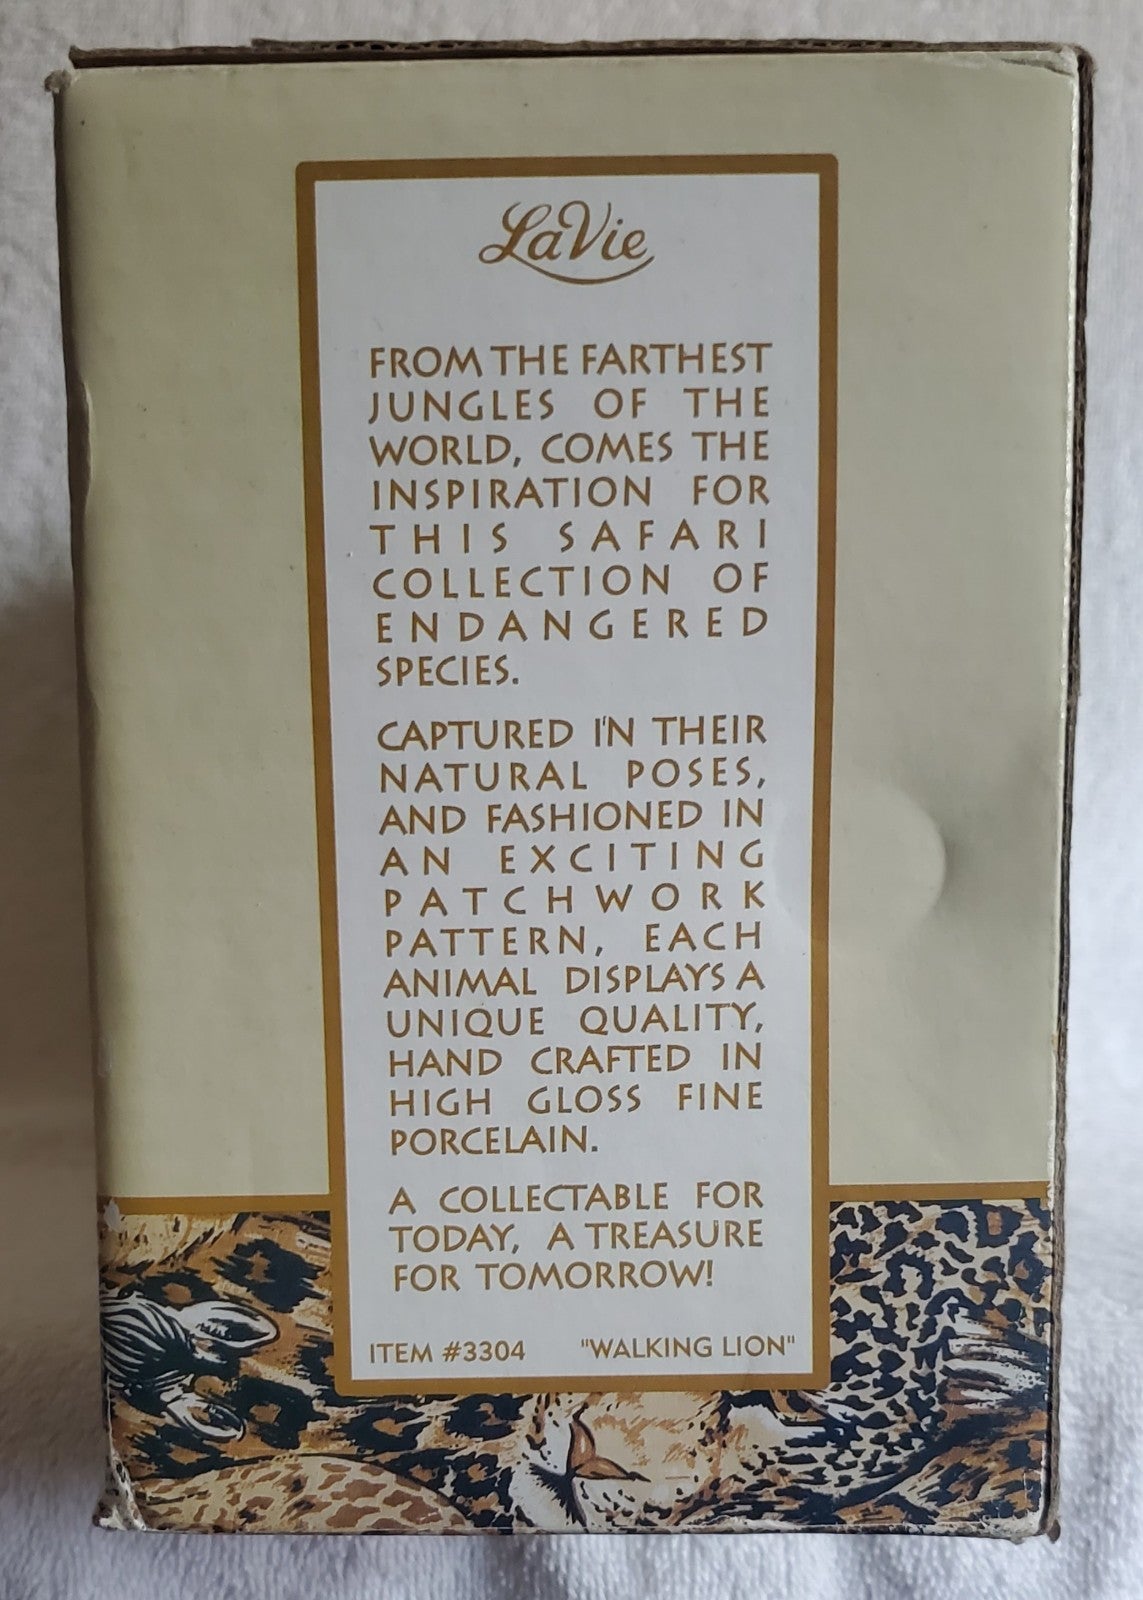 LaVie
FROM THE FARTHEST
JUNGLES OF THE
WORLD, COMES THE
INSPIRATION FOR
THIS SAFARI
COLLECTION OF
ENDANGERED
SPECIES.
CAPTURED I'N THEIR
NATURAL POSES,
AND FASHIONED IN
AN EXCITING
PATCHWORK
PATTERN, EACH
ANIMAL DISPLAYS A
UNIQUE QUALITY,
HAND CRAFTED IN
HIGH GLOSS FINE
PORCELAIN.
A COLLECTABLE FOR
TODAY, A TREASURE
FOR TOMORROW!
ITEM #3304 "WALKING LION"